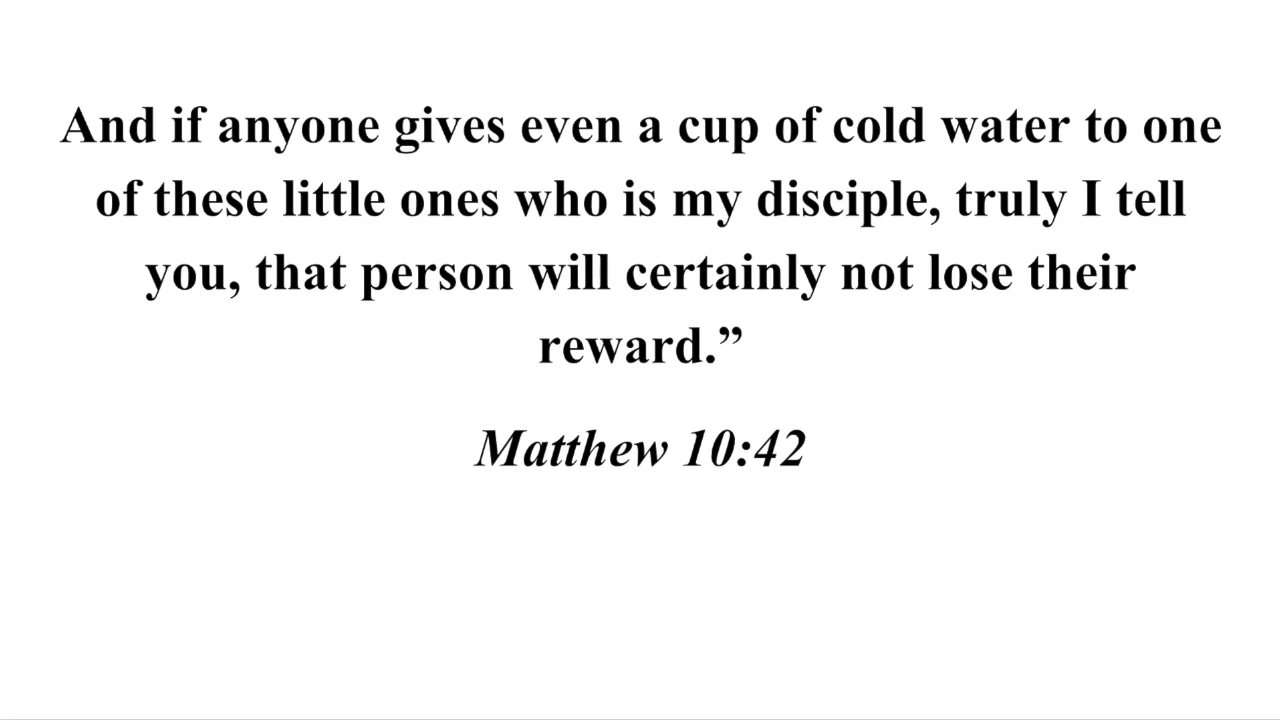 And if anyone gives even a cup of cold water to one
of these little ones who is my disciple, truly I tell
you, that person will certainly not lose their
reward.”
Matthew 10:42